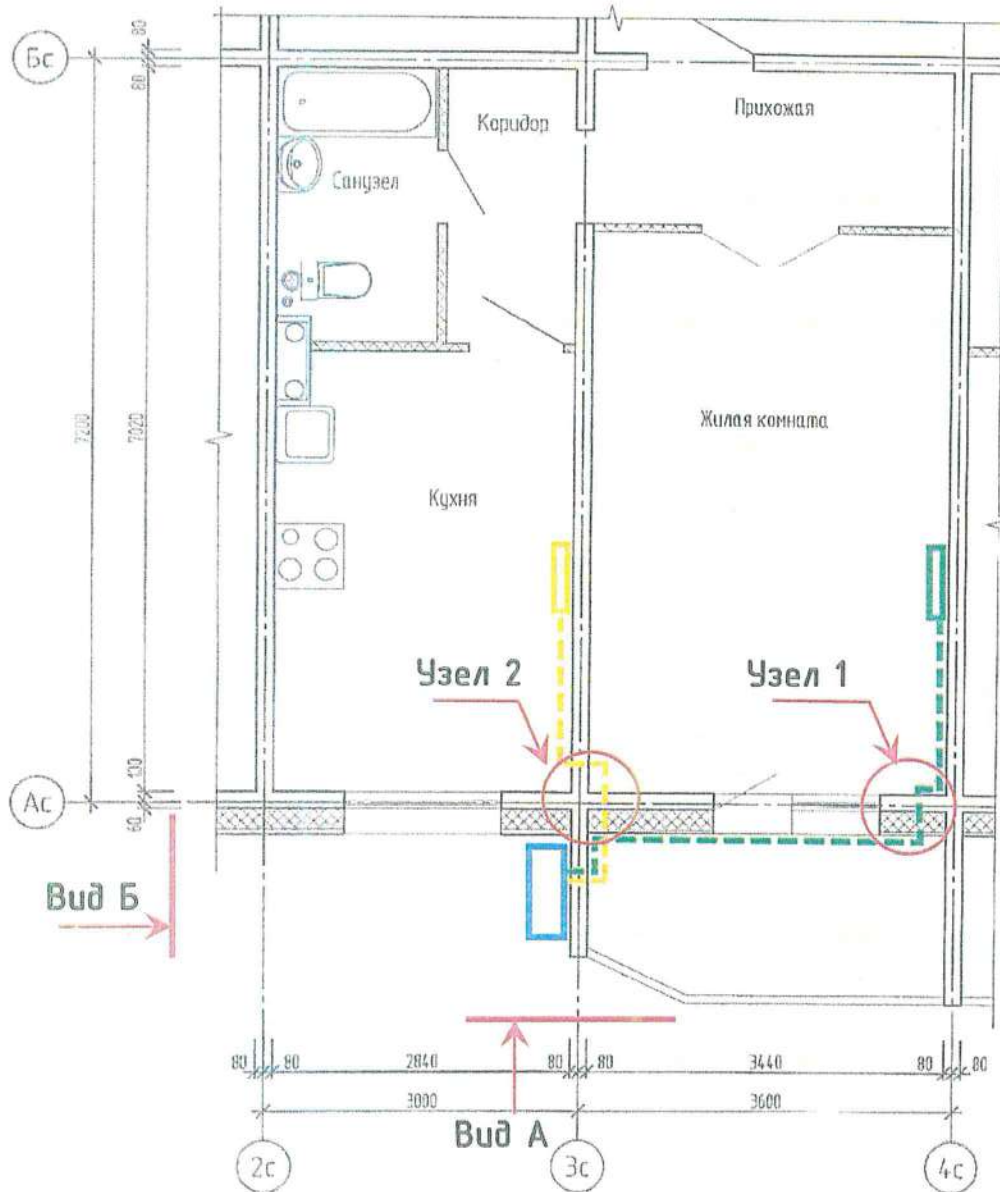 Бс
80
80
Прихожая
Коридор
Санузел
7200
7020
Жилая комната
Кухня
Узел 2
Узел 1
100
Ас
60
Вид Б
80
80
2840
80
80
3440
80
80
3000
3600
Вид А
2с
3с
4с